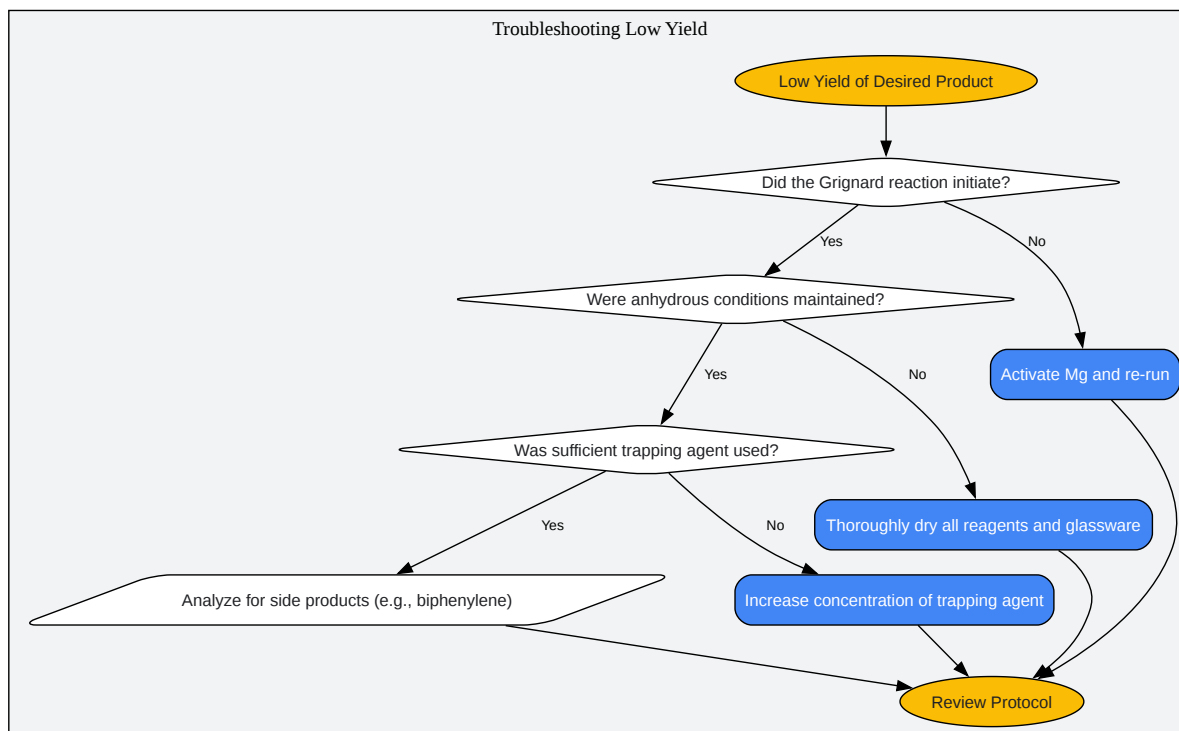 Troubleshooting Low Yield
Low Yield of Desired Product
Did the Grignard reaction initiate?
Yes
No
Were anhydrous conditions maintained?
Activate Mg and re-run
Yes
No
Was sufficient trapping agent used?
Thoroughly dry all reagents and glassware
Yes
No
Analyze for side products (e.g., biphenylene)
Increase concentration of trapping agent
Review Protocol